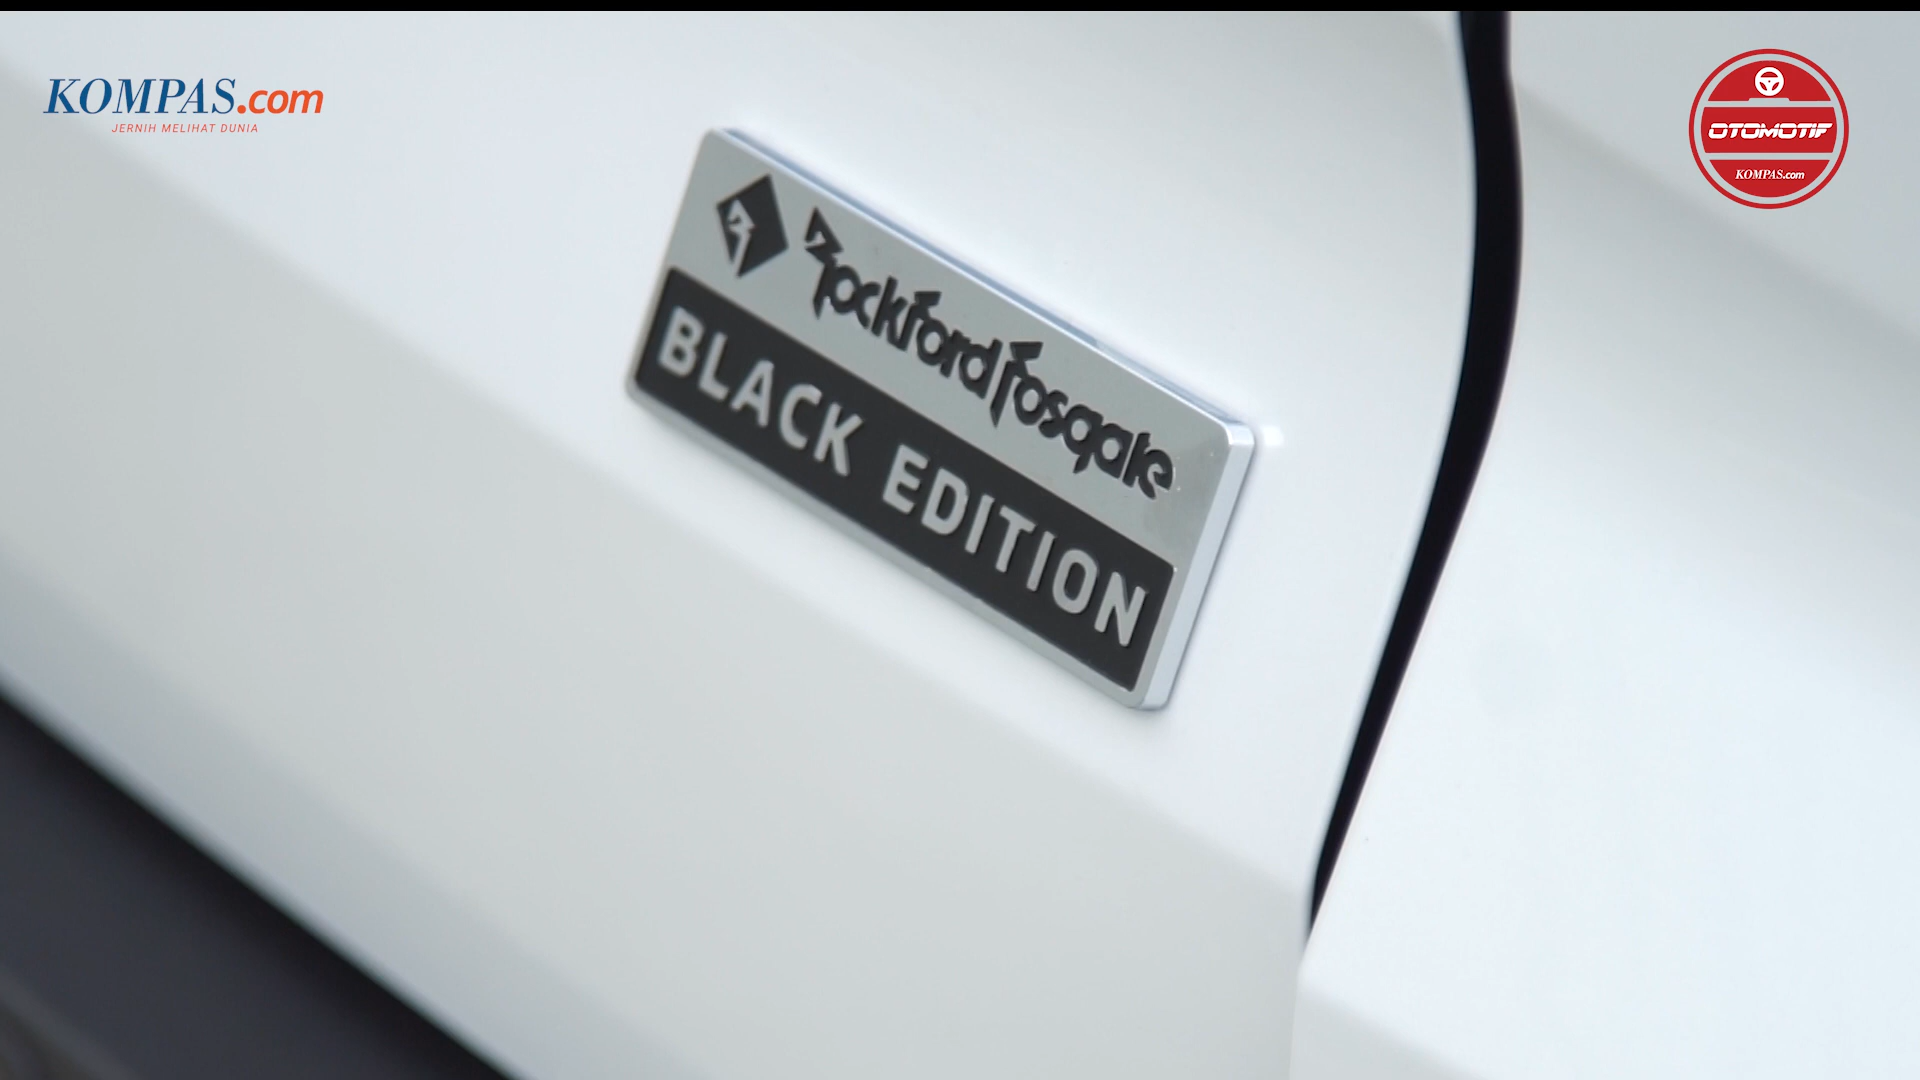 KOMPAS.com
JERNIH MELIHAT DUNIA
OTOMOTIF
KOMPAS.com
Rockford Fosgate
BLACK EDITION